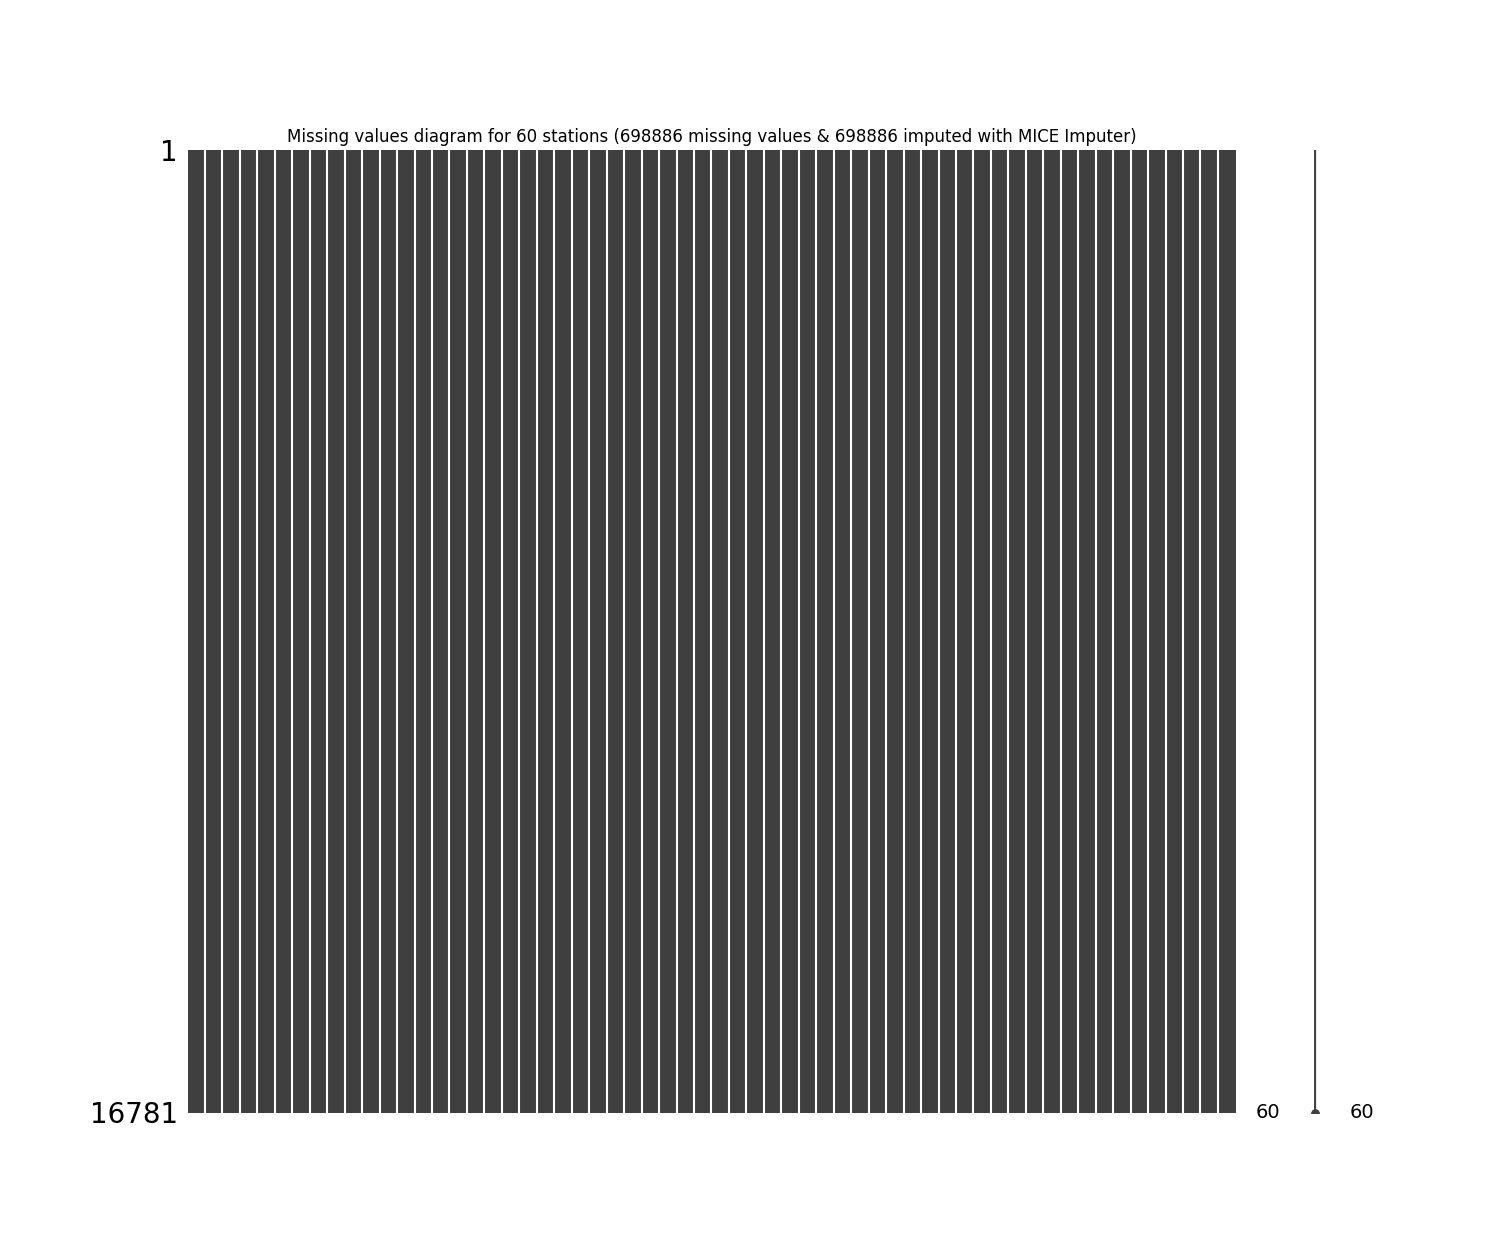 Missing values diagram for 60 stations (698886 missing values & 698886 imputed with MICE Imputer)
1
16781
60
60